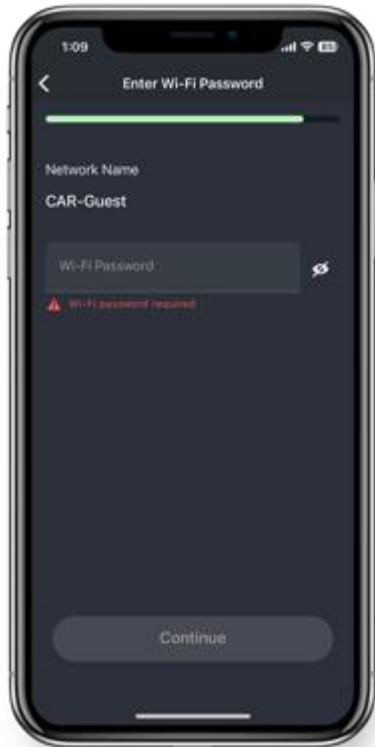 1:09
Enter Wi-Fi Password
Network Name
CAR-Guest
Wi-Fi Password
Wi-Fi password required
Continue